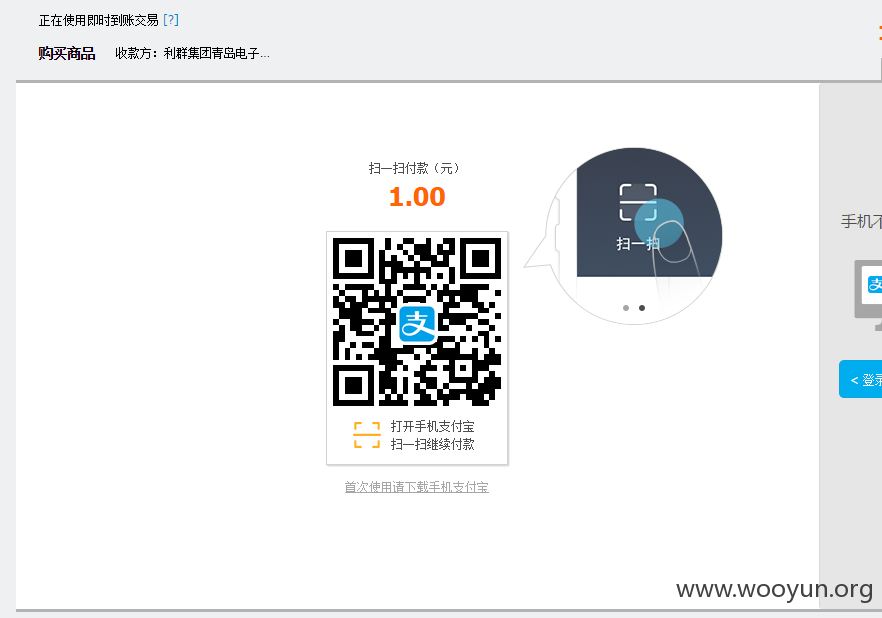 正在使用即时到账交易 [?]
购买商品 收款方：利群集团青岛电子...
扫一扫付款（元）
1.00
扫一扫
支
打开手机支付宝
扫一扫继续付款
首次使用请下载手机支付宝
手机不
支
< 登录
www.wooyun.org